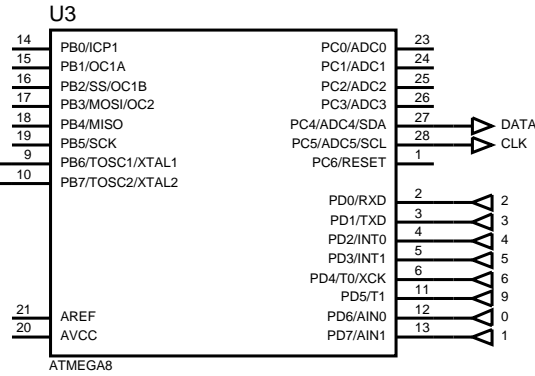 U3
14 PB0/ICP1 PC0/ADC0 23
15 PB1/OC1A PC1/ADC1 24
16 PB2/SS/OC1B PC2/ADC2 25
17 PB3/MOSI/OC2 PC3/ADC3 26
18 PB4/MISO PC4/ADC4/SDA 27 DATA
19 PB5/SCK PC5/ADC5/SCL 28 CLK
9 PB6/TOSC1/XTAL1 PC6/RESET 1
10 PB7/TOSC2/XTAL2
PD0/RXD 2 2
PD1/TXD 3 3
PD2/INT0 4 4
PD3/INT1 5 5
PD4/T0/XCK 6 6
PD5/T1 11 9
21 AREF PD6/AIN0 12 0
20 AVCC PD7/AIN1 13 1
ATMEGA8